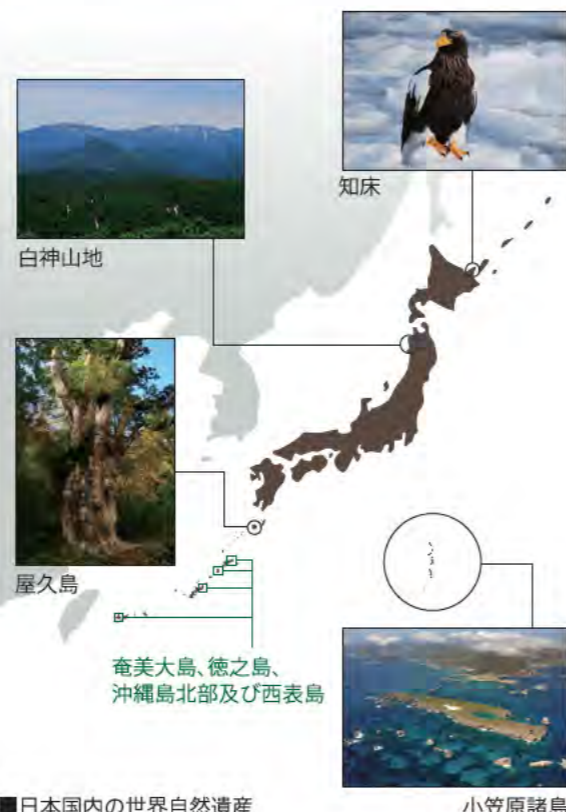 知床
白神山地
屋久島
奄美大島、徳之島、
沖縄島北部及び西表島
小笠原諸島
■日本国内の世界自然遺産